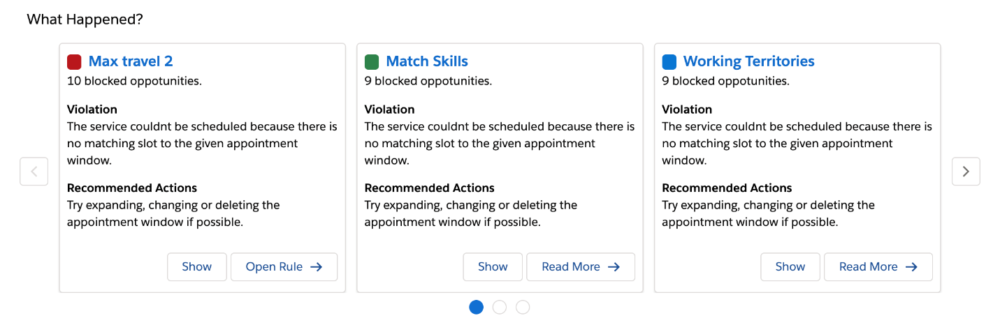 What Happened?
Max travel 2
10 blocked oppotunities.
Violation
The service couldnt be scheduled because there is
no matching slot to the given appointment
window.
Recommended Actions
Try expanding, changing or deleting the
appointment window if possible.
Show
Open Rule →
Match Skills
9 blocked oppotunities.
Violation
The service couldnt be scheduled because there is
no matching slot to the given appointment
window.
Recommended Actions
Try expanding, changing or deleting the
appointment window if possible.
Show
Read More →
Working Territories
9 blocked oppotunities.
Violation
The service couldnt be scheduled because there is
no matching slot to the given appointment
window.
Recommended Actions
Try expanding, changing or deleting the
appointment window if possible.
Show
Read More →